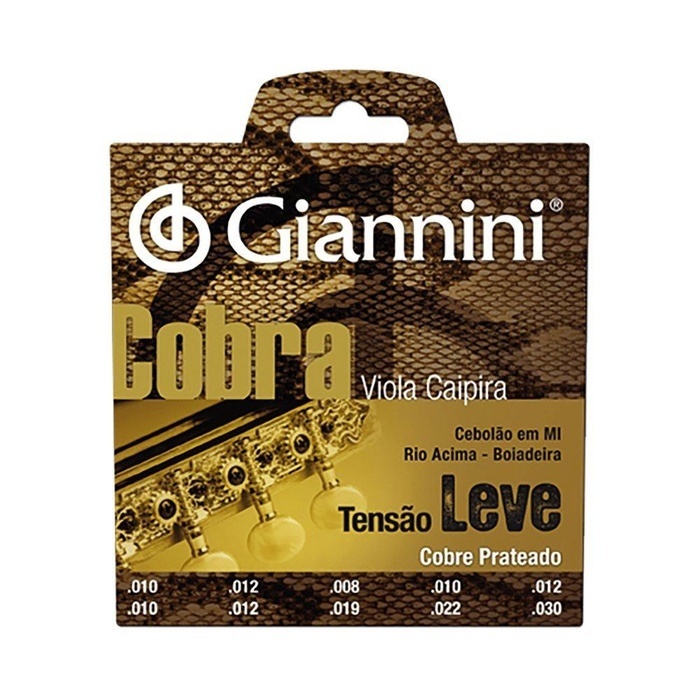 Giannini®
Cobra
Viola Caipira
Cebolão em MI
Rio Acima - Boiadeira
Tensão Leve
Cobre Prateado
.010 .012 .008 .010 .012
.010 .012 .019 .022 .030